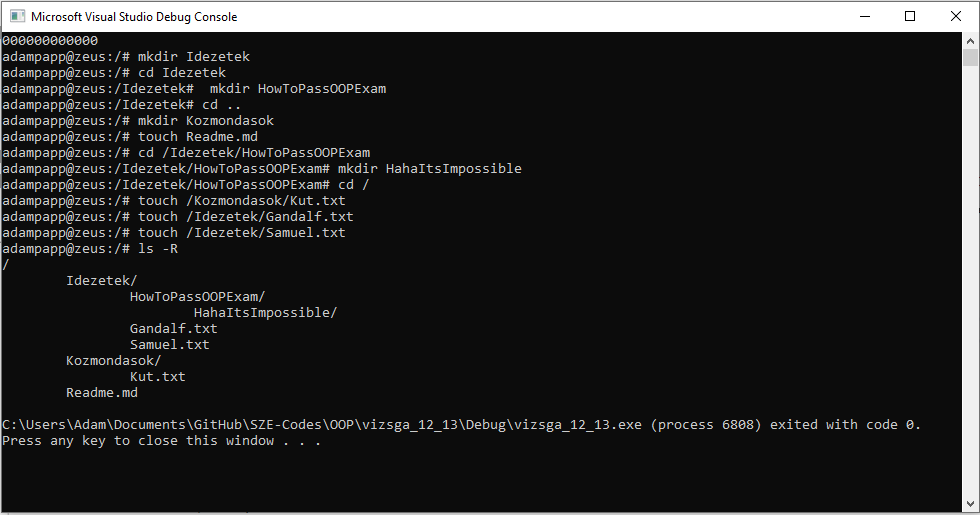 Microsoft Visual Studio Debug Console
000000000000
adampapp@zeus:/# mkdir Idezetek
adampapp@zeus:/# cd Idezetek
adampapp@zeus:/Idezetek#  mkdir HowToPassOOPExam
adampapp@zeus:/Idezetek# cd ..
adampapp@zeus:/# mkdir Kozmondasok
adampapp@zeus:/# touch Readme.md
adampapp@zeus:/# cd /Idezetek/HowToPassOOPExam
adampapp@zeus:/Idezetek/HowToPassOOPExam# mkdir HahaItsImpossible
adampapp@zeus:/Idezetek/HowToPassOOPExam# cd /
adampapp@zeus:/# touch /Kozmondasok/Kut.txt
adampapp@zeus:/# touch /Idezetek/Gandalf.txt
adampapp@zeus:/# touch /Idezetek/Samuel.txt
adampapp@zeus:/# ls -R
/
        Idezetek/
                HowToPassOOPExam/
                        HahaItsImpossible/
                Gandalf.txt
                Samuel.txt
        Kozmondasok/
                Kut.txt
        Readme.md
C:\Users\Adam\Documents\GitHub\SZE-Codes\OOP\vizsga_12_13\Debug\vizsga_12_13.exe (process 6808) exited with code 0.
Press any key to close this window . . .